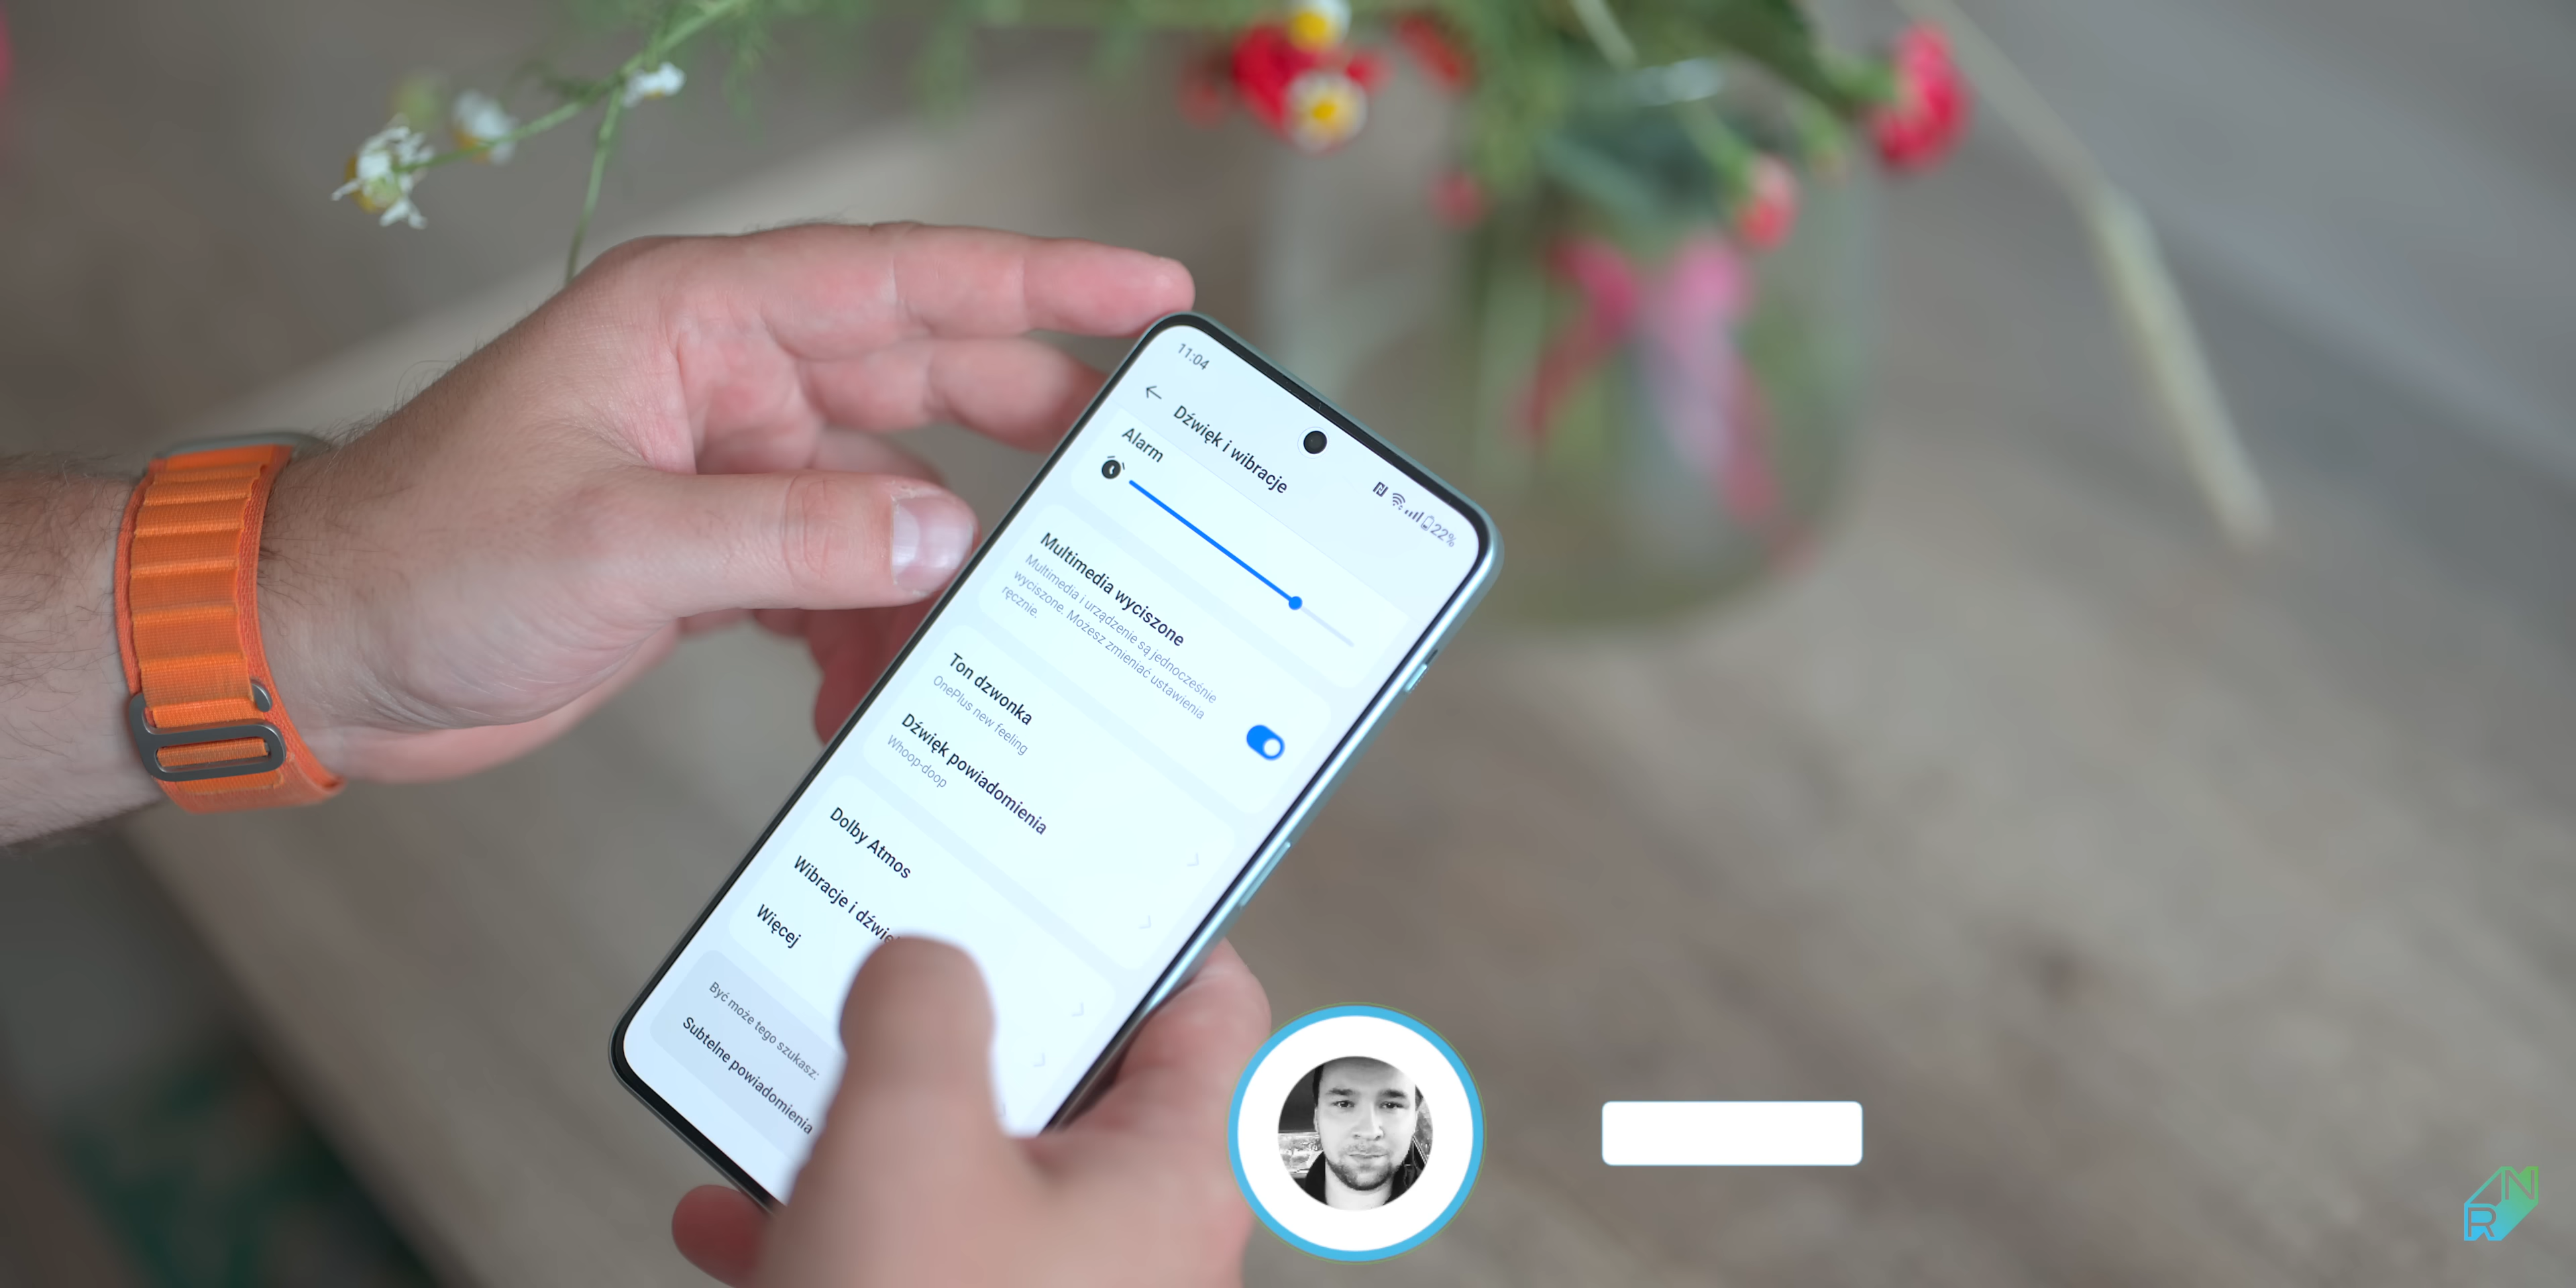 11:04
22%
Dźwięk i wibracje
Alarm
Multimedia wyciszone
Multimedia i urządzenie są jednocześnie
wyciszone. Możesz zmieniać ustawienia
ręcznie.
Ton dzwonka
OnePlus new feeling
Dźwięk powiadomienia
Whoop-doop
Dolby Atmos
Wibracje i
Więcej
Być może tego szukasz:
Subtelne powiadomienia
NR